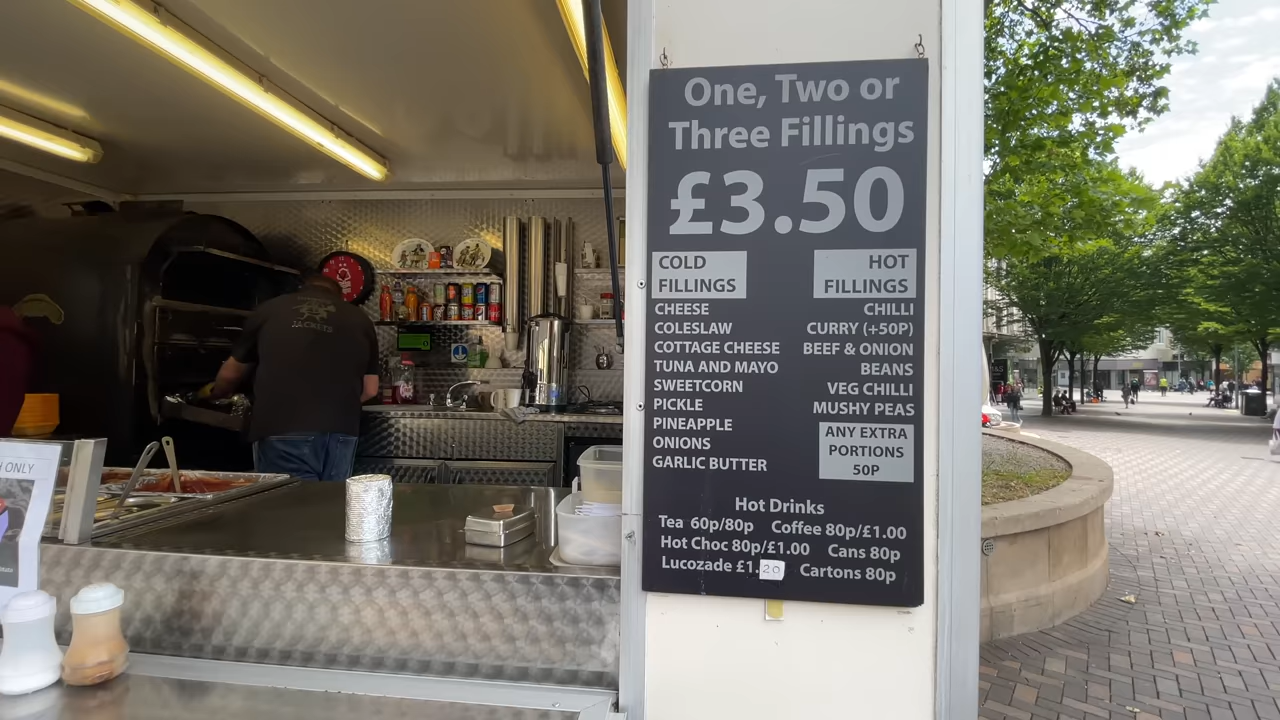 One, Two or
Three Fillings
£3.50
COLD
FILLINGS
CHEESE
COLESLAW
COTTAGE CHEESE
TUNA AND MAYO
SWEETCORN
PICKLE
PINEAPPLE
ONIONS
GARLIC BUTTER
HOT
FILLINGS
CHILLI
CURRY (+50P)
BEEF & ONION
BEANS
VEG CHILLI
MUSHY PEAS
ANY EXTRA
PORTIONS
50P
Hot Drinks
Tea 60p/80p Coffee 80p/£1.00
Hot Choc 80p/£1.00 Cans 80p
Lucozade £1.20 Cartons 80p
JACKETS
ONLY